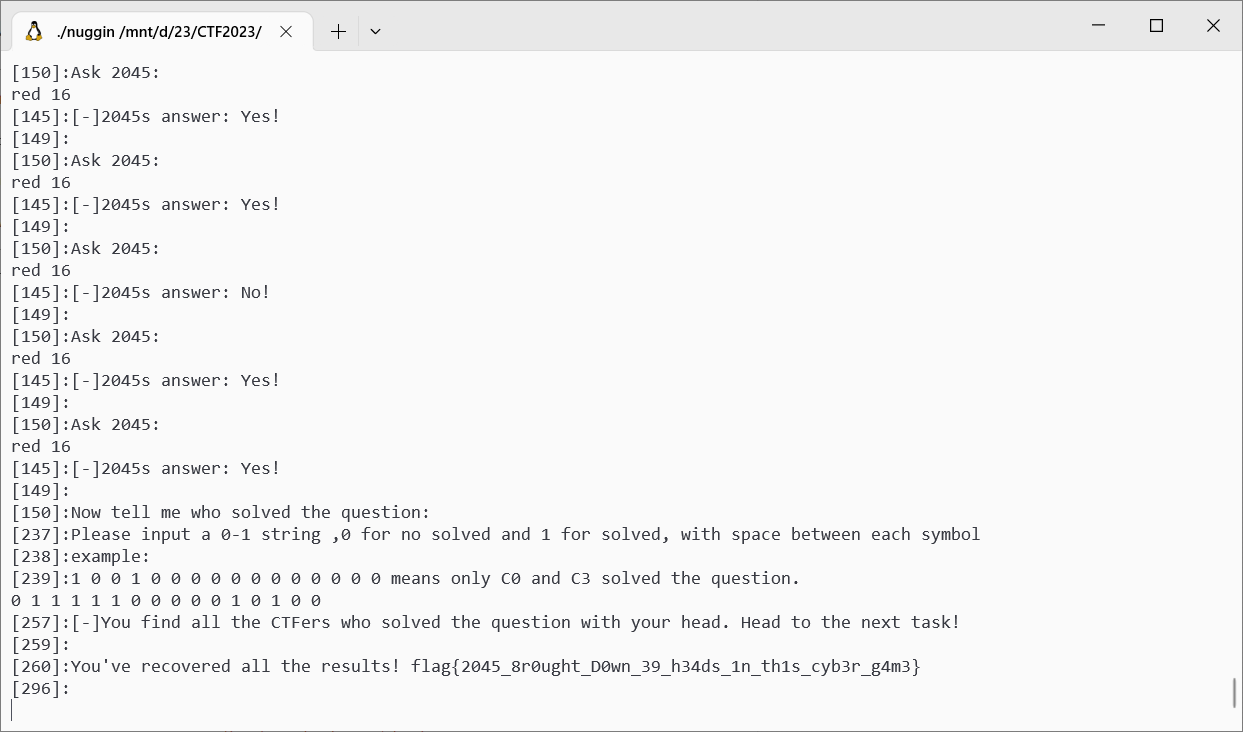 ./nuggin /mnt/d/23/CTF2023/
[150]:Ask 2045:
red 16
[145]:[-]2045s answer: Yes!
[149]:
[150]:Ask 2045:
red 16
[145]:[-]2045s answer: Yes!
[149]:
[150]:Ask 2045:
red 16
[145]:[-]2045s answer: No!
[149]:
[150]:Ask 2045:
red 16
[145]:[-]2045s answer: Yes!
[149]:
[150]:Ask 2045:
red 16
[145]:[-]2045s answer: Yes!
[149]:
[150]:Now tell me who solved the question:
[237]:Please input a 0-1 string ,0 for no solved and 1 for solved, with space between each symbol
[238]:example:
[239]:1 0 0 1 0 0 0 0 0 0 0 0 0 0 0 0 means only C0 and C3 solved the question.
0 1 1 1 1 1 0 0 0 0 0 1 0 1 0 0
[257]:[-]You find all the CTFers who solved the question with your head. Head to the next task!
[259]:
[260]:You've recovered all the results! flag{2045_8r0ught_D0wn_39_h34ds_1n_th1s_cyb3r_g4m3}
[296]: